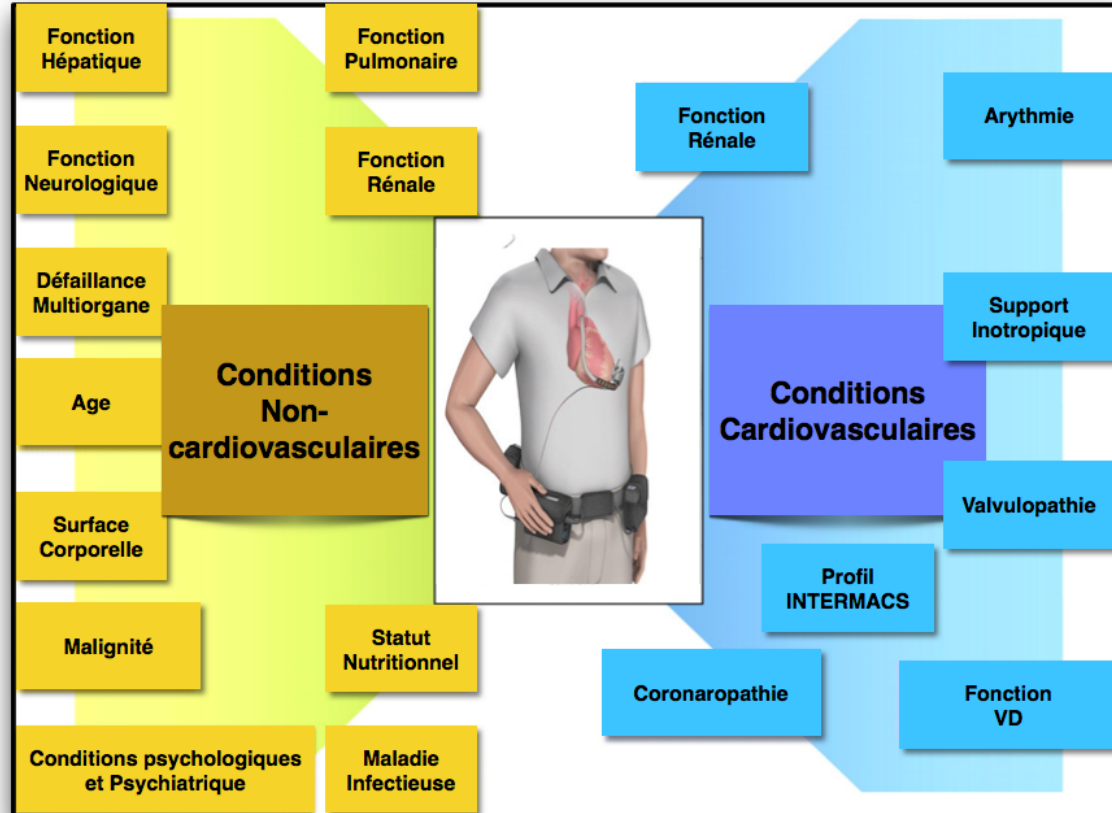 Fonction
Hépatique
Fonction
Pulmonaire
Fonction
Neurologique
Fonction
Rénale
Défaillance
Multiorgane
Age
Conditions
Non-
cardiovasculaires
Surface
Corporelle
Malignité
Statut
Nutritionnel
Conditions psychologiques
et Psychiatrique
Maladie
Infectieuse
Fonction
Rénale
Arythmie
Support
Inotropique
Conditions
Cardiovasculaires
Valvulopathie
Profil
INTERMACS
Coronaropathie
Fonction
VD